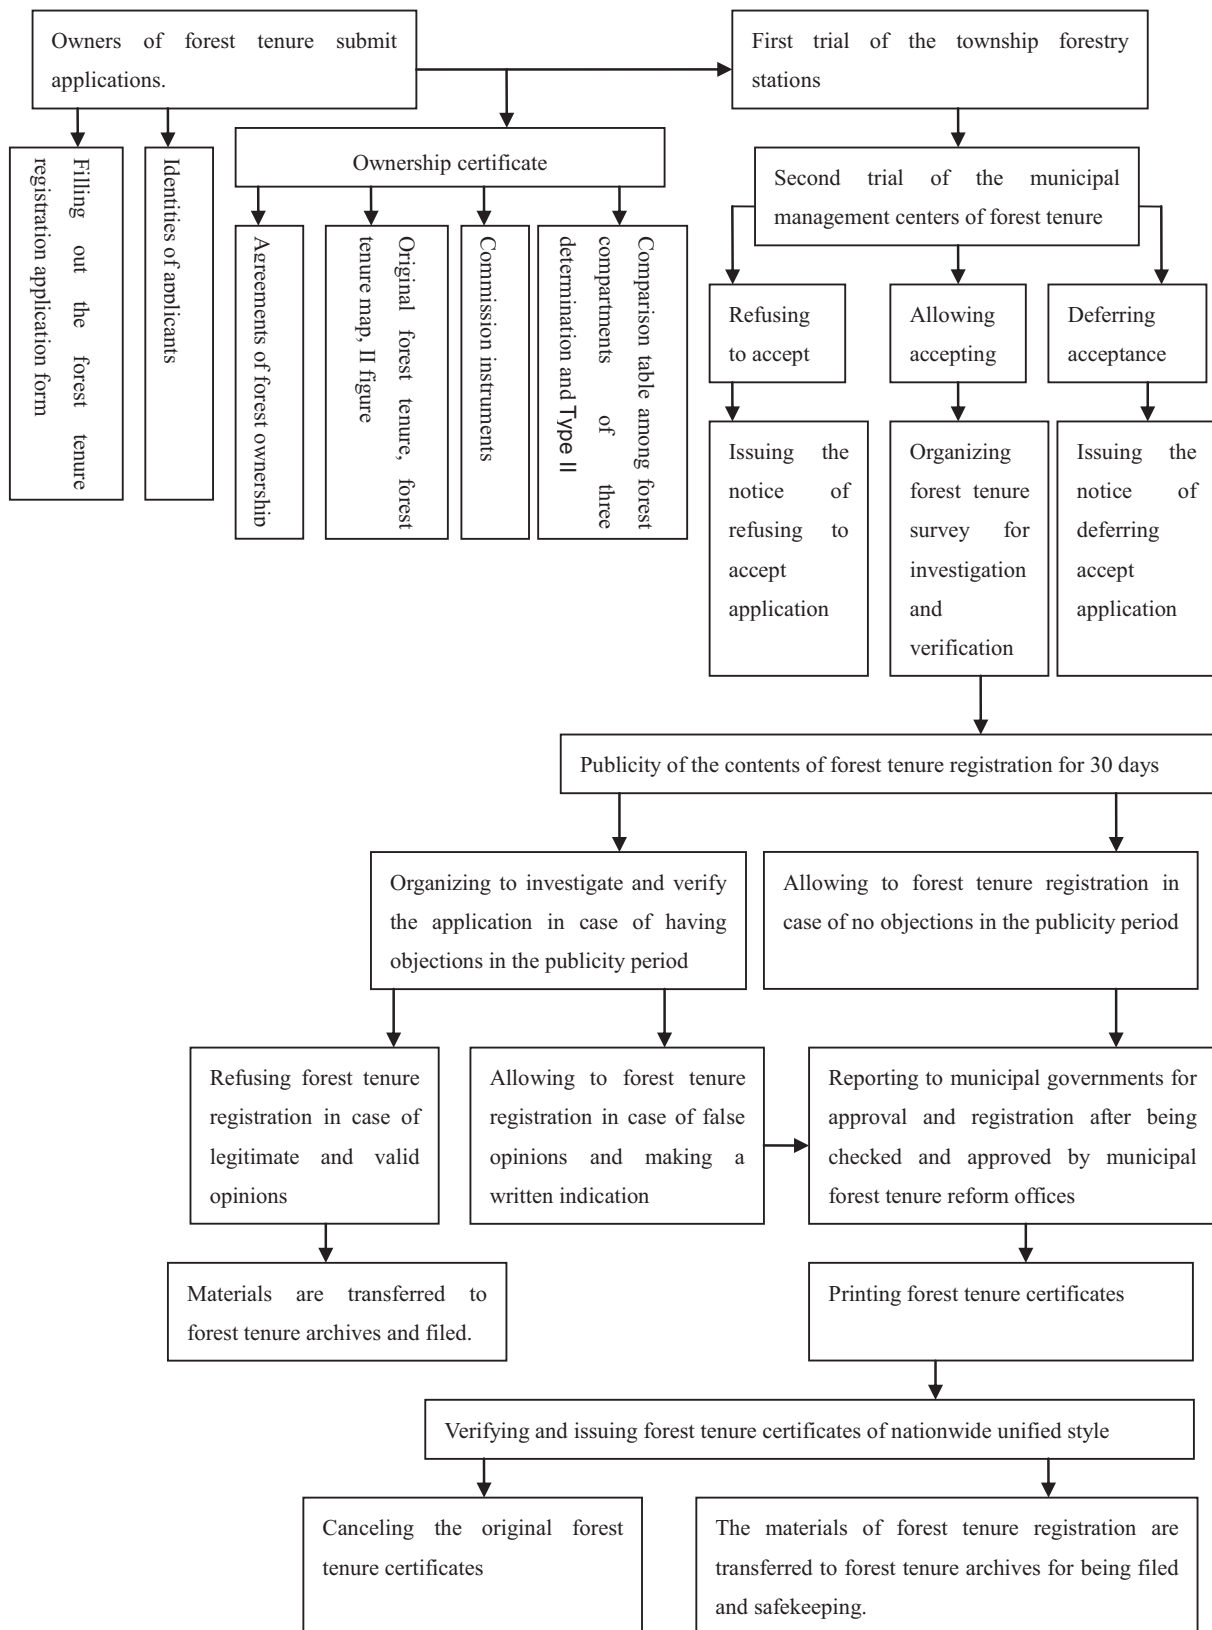 Owners of forest tenure submit
applications.
First trial of the township forestry
stations
Filling out the forest tenure
registration application form
Identities of applicants
Ownership certificate
Agreements of forest ownership
Original forest tenure, forest
tenure map, II figure
Commission instruments
Comparison table among forest
compartments of three
determination and Type II
Second trial of the municipal
management centers of forest tenure
Refusing
to accept
Allowing
accepting
Deferring
acceptance
Issuing the
notice of
refusing to
accept
application
Organizing
forest tenure
survey for
investigation
and
verification
Issuing the
notice of
deferring
accept
application
Publicity of the contents of forest tenure registration for 30 days
Organizing to investigate and verify
the application in case of having
objections in the publicity period
Allowing to forest tenure registration in
case of no objections in the publicity period
Refusing forest tenure
registration in case of
legitimate and valid
opinions
Allowing to forest tenure
registration in case of false
opinions and making a
written indication
Reporting to municipal governments for
approval and registration after being
checked and approved by municipal
forest tenure reform offices
Materials are transferred to
forest tenure archives and filed.
Printing forest tenure certificates
Verifying and issuing forest tenure certificates of nationwide unified style
Canceling the original forest
tenure certificates
The materials of forest tenure registration are
transferred to forest tenure archives for being filed
and safekeeping.